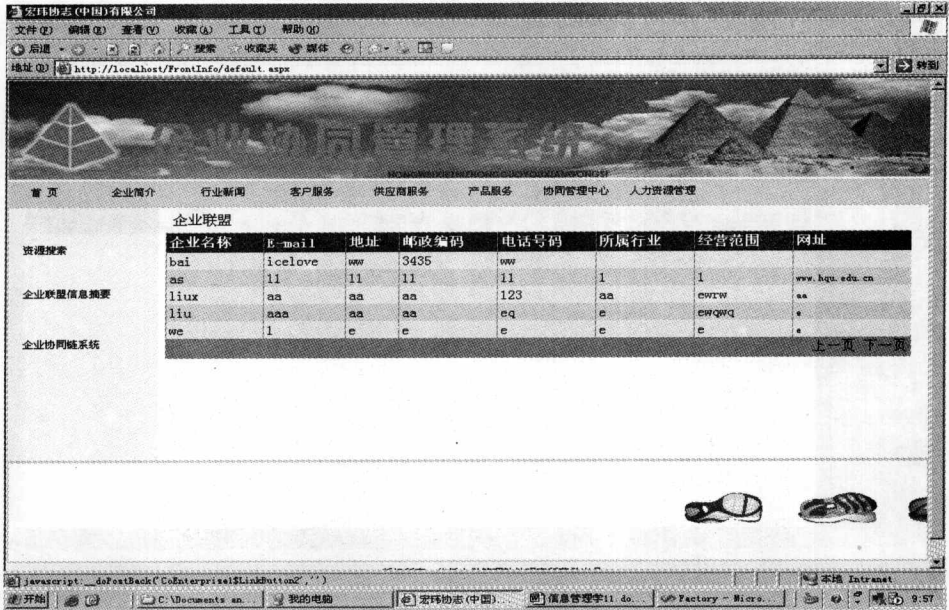 宏玮协志(中国)有限公司
文件(F) 编辑(E) 查看(V) 收藏(A) 工具(T) 帮助(H)
后退 搜索 收藏夹 媒体
地址(D) http://localhost/FrontInfo/default.aspx 转到
企业协同管理系统
首 页 企业简介 行业新闻 客户服务 供应商服务 产品服务 协同管理中心 人力资源管理
企业联盟
资源搜索
企业联盟信息摘要
企业协同链系统
企业名称 E-mail 地址 邮政编码 电话号码 所属行业 经营范围 网址
bai icelove ww 3435 ww
as 11 11 11 11 1 1 www.hqu.edu.cn
liux aa aa aa 123 aa ewrw aa
liu aaa aa aa eq e ewqwq e
we 1 e e e e e e
上一页 下一页
javascript:__doPostBack('CoEnterprise1$LinkButton2','') 本地 Intranet
开始 C:\Documents an... 我的电脑 宏玮协志(中国)... 信息管理学11.do... Factory - Micro... 9:57